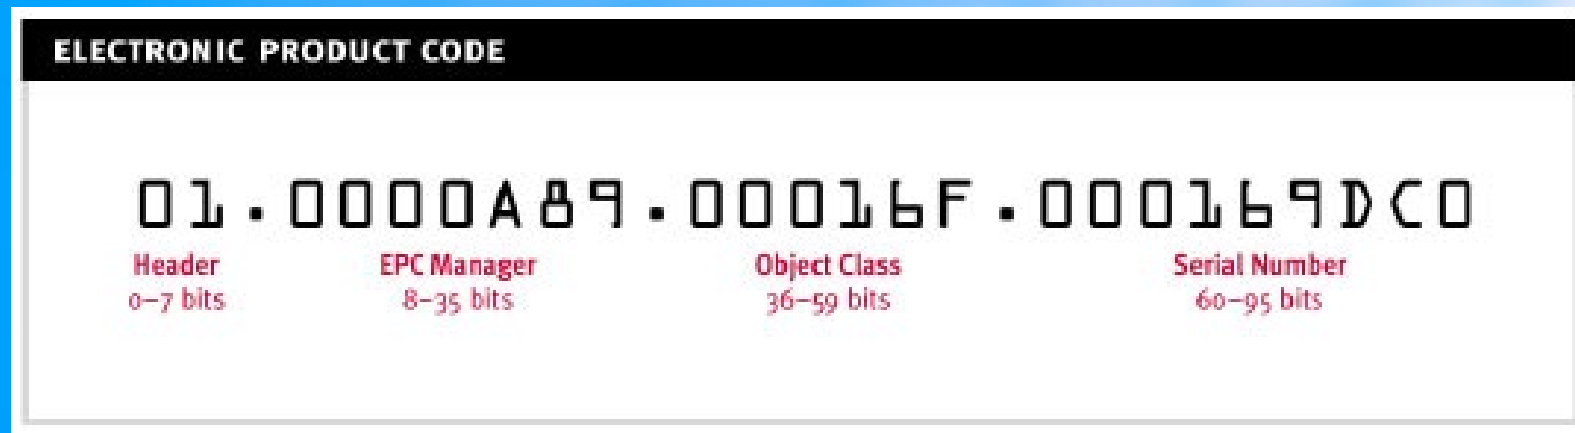 ELECTRONIC PRODUCT CODE
01.0000A89.00016F.000169DC0
Header EPC Manager Object Class Serial Number
0–7 bits 8–35 bits 36–59 bits 60–95 bits